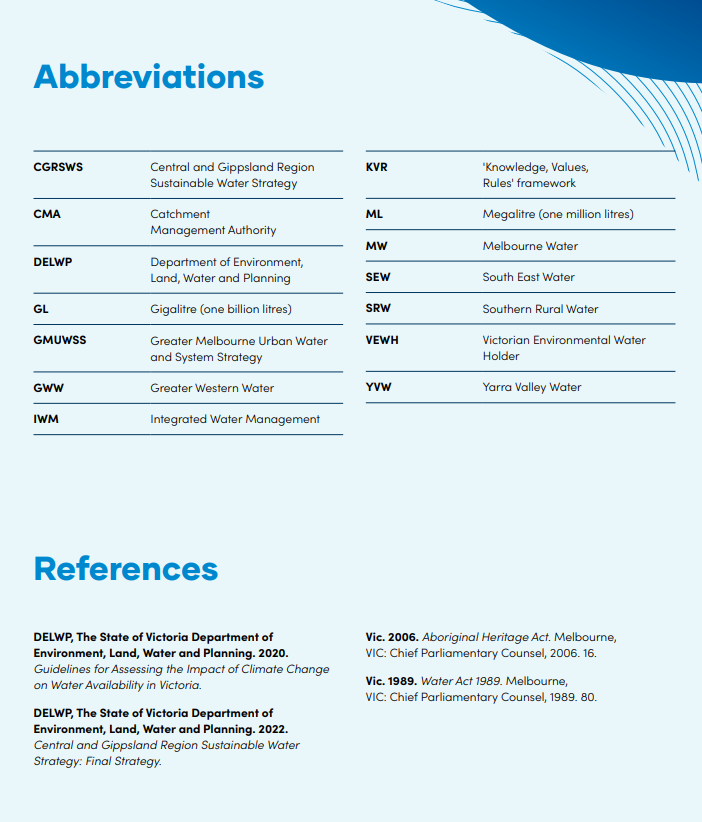 Abbreviations
CGRSWS Central and Gippsland Region
Sustainable Water Strategy
CMA Catchment
Management Authority
DELWP Department of Environment,
Land, Water and Planning
GL Gigalitre (one billion litres)
GMUWSS Greater Melbourne Urban Water
and System Strategy
GWW Greater Western Water
IWM Integrated Water Management
KVR 'Knowledge, Values,
Rules' framework
ML Megalitre (one million litres)
MW Melbourne Water
SEW South East Water
SRW Southern Rural Water
VEWH Victorian Environmental Water
Holder
YVW Yarra Valley Water
References
DELWP, The State of Victoria Department of
Environment, Land, Water and Planning. 2020.
Guidelines for Assessing the Impact of Climate Change
on Water Availability in Victoria.
DELWP, The State of Victoria Department of
Environment, Land, Water and Planning. 2022.
Central and Gippsland Region Sustainable Water
Strategy: Final Strategy.
Vic. 2006. Aboriginal Heritage Act. Melbourne,
VIC: Chief Parliamentary Counsel, 2006. 16.
Vic. 1989. Water Act 1989. Melbourne,
VIC: Chief Parliamentary Counsel, 1989. 80.